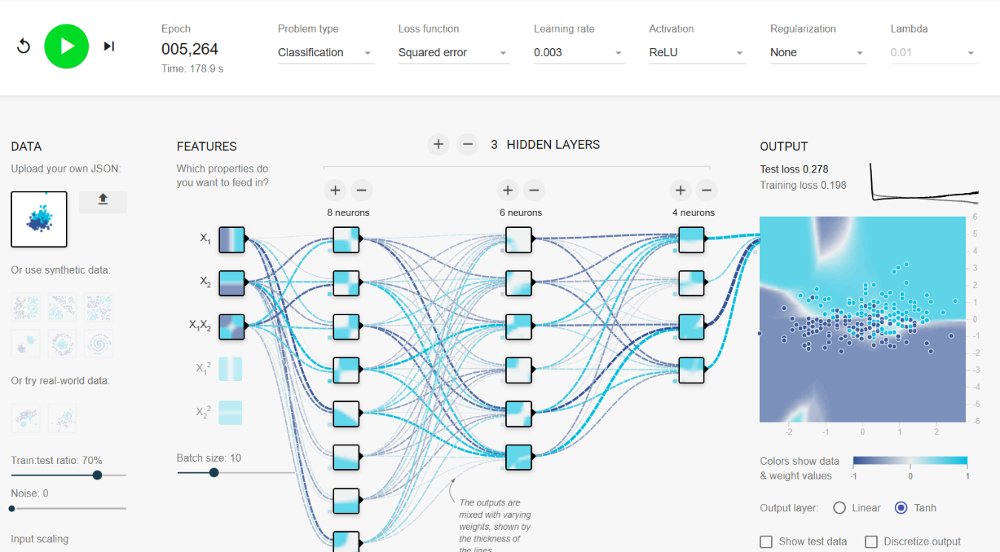 Epoch
005,264
Time: 178.9 s
Problem type
Classification
Loss function
Squared error
Learning rate
0.003
Activation
ReLU
Regularization
None
Lambda
0.01
DATA
Upload your own JSON:
Or use synthetic data:
Or try real-world data:
Train:test ratio: 70%
Noise: 0
Input scaling
FEATURES
Which properties do
you want to feed in?
X1
X2
X1X2
X1²
X2²
Batch size: 10
+ − 3 HIDDEN LAYERS
+ −
8 neurons
+ −
6 neurons
+ −
4 neurons
The outputs are
mixed with varying
weights, shown by
the thickness of
the lines.
OUTPUT
Test loss 0.278
Training loss 0.198
6
5
4
3
2
1
0
-1
-2
-3
-4
-5
-6
-2 -1 0 1 2
Colors show data
& weight values
-1 0 1
Output layer: Linear Tanh
Show test data Discretize output